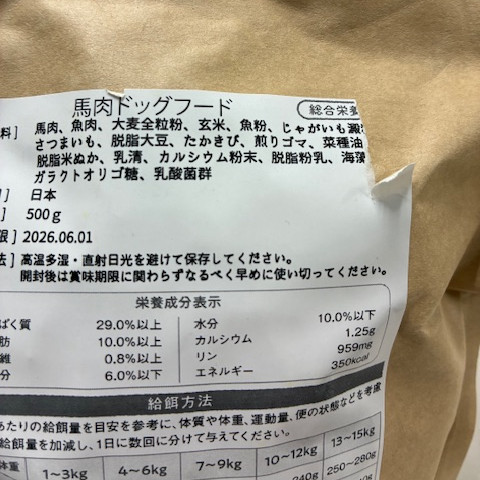 馬肉ドッグフード
総合栄養
料] 馬肉、魚肉、大麦全粒粉、玄米、魚粉、じゃがいも澱
さつまいも、脱脂大豆、たかきび、煎りゴマ、菜種油
脱脂米ぬか、乳清、カルシウム粉末、脱脂粉乳、海藻
ガラクトオリゴ糖、乳酸菌群
] 日本
] 500g
限] 2026.06.01
法] 高温多湿・直射日光を避けて保存してください。
開封後は賞味期限に関わらずなるべく早めに使い切ってください。
栄養成分表示
ぱく質 29.0%以上 水分 10.0%以下
肪 10.0%以上 カルシウム 1.25g
維 0.8%以上 リン 959mg
分 6.0%以下 エネルギー 350kcal
給餌方法
あたりの給餌量を目安を参考に、体質や体重、運動量、便の状態などを考慮
給餌量を加減し、1日に数回に分けて与えてください。
体重 1~3kg 4~6kg 7~9kg 10~12kg 13~15kg
240g 250~280g